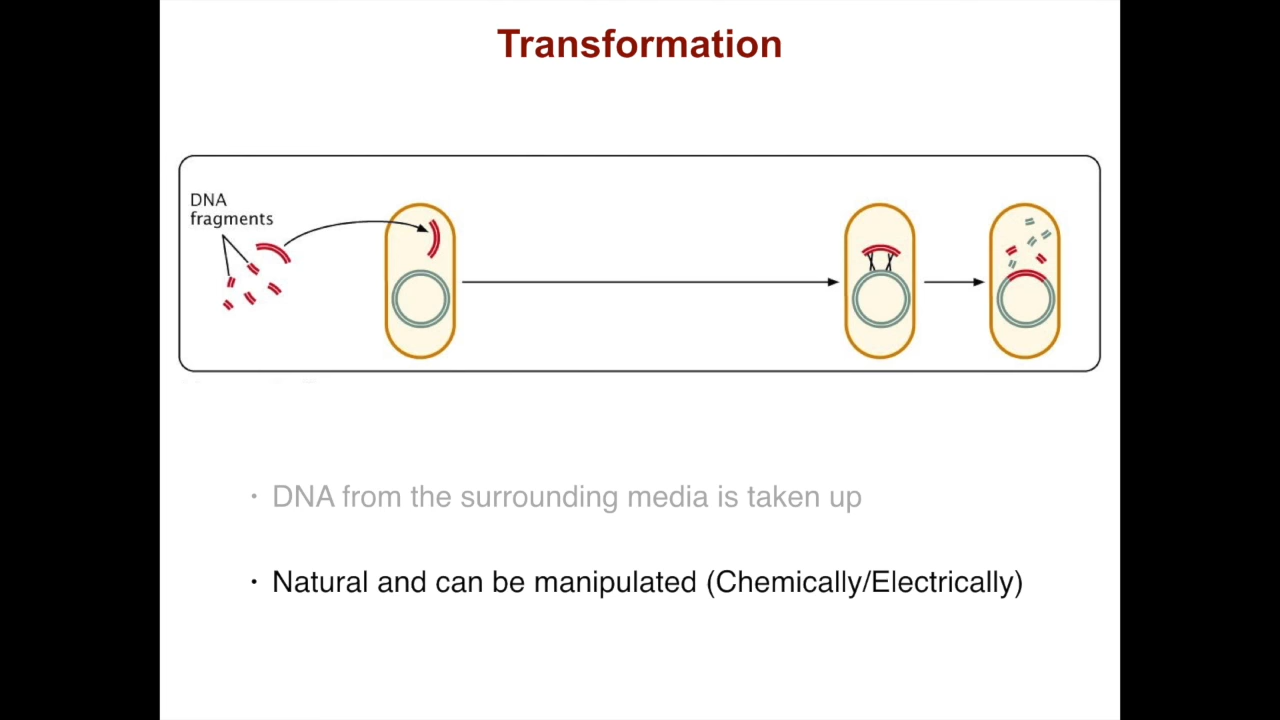 Transformation
DNA
fragments
• DNA from the surrounding media is taken up
• Natural and can be manipulated (Chemically/Electrically)